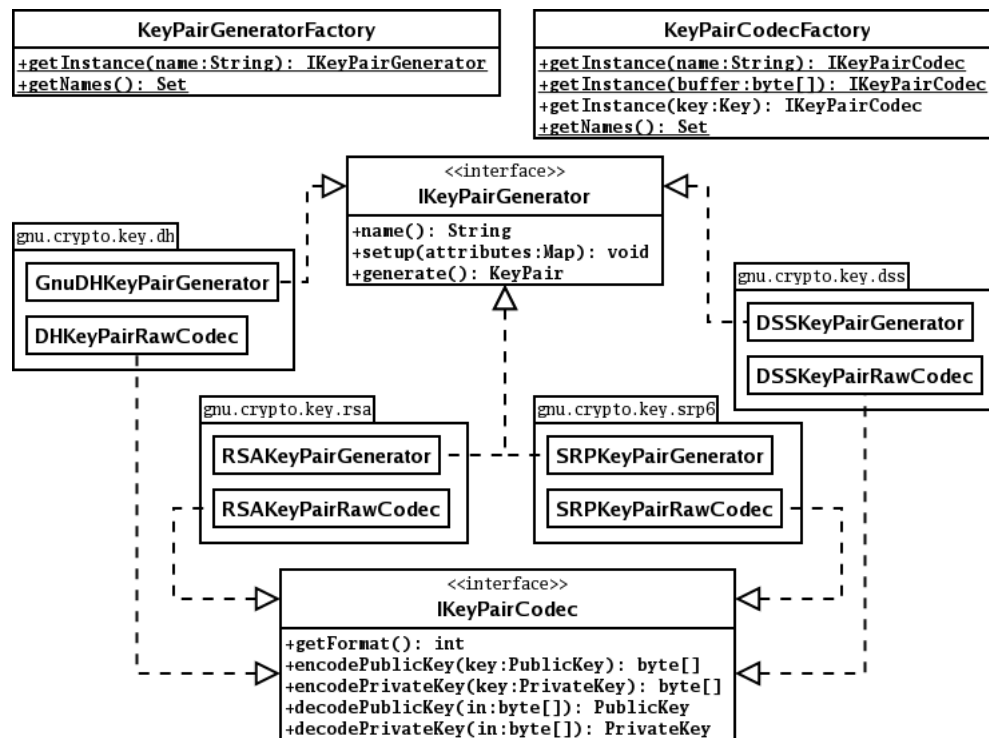 KeyPairGeneratorFactory
+getInstance(name:String): IKeyPairGenerator
+getNames(): Set
KeyPairCodecFactory
+getInstance(name:String): IKeyPairCodec
+getInstance(buffer:byte[]): IKeyPairCodec
+getInstance(key:Key): IKeyPairCodec
+getNames(): Set
<<interface>>
IKeyPairGenerator
+name(): String
+setup(attributes:Map): void
+generate(): KeyPair
gnu.crypto.key.dh
GnuDHKeyPairGenerator
DHKeyPairRawCodec
gnu.crypto.key.dss
DSSKeyPairGenerator
DSSKeyPairRawCodec
gnu.crypto.key.rsa
RSAKeyPairGenerator
RSAKeyPairRawCodec
gnu.crypto.key.srp6
SRPKeyPairGenerator
SRPKeyPairRawCodec
<<interface>>
IKeyPairCodec
+getFormat(): int
+encodePublicKey(key:PublicKey): byte[]
+encodePrivateKey(key:PrivateKey): byte[]
+decodePublicKey(in:byte[]): PublicKey
+decodePrivateKey(in:byte[]): PrivateKey